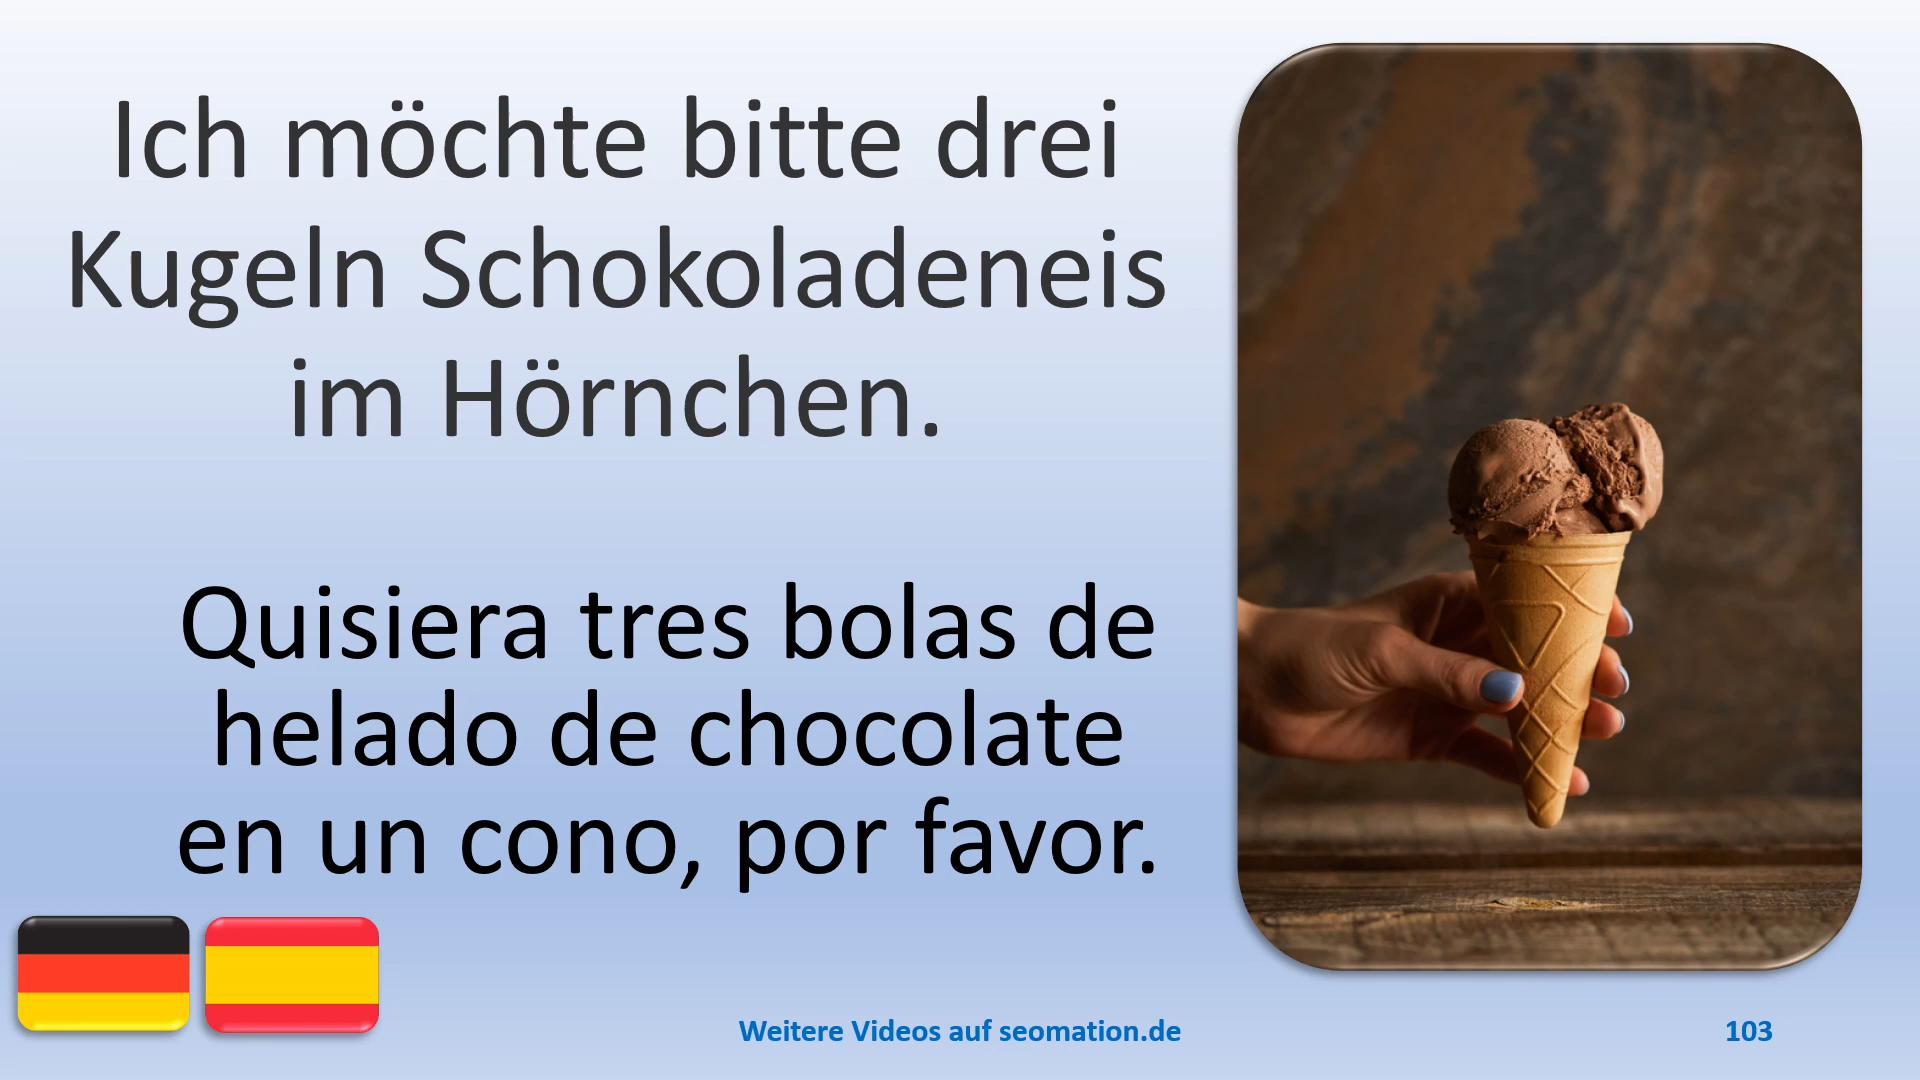 Ich möchte bitte drei
Kugeln Schokoladeneis
im Hörnchen.
Quisiera tres bolas de
helado de chocolate
en un cono, por favor.
Weitere Videos auf seomation.de
103